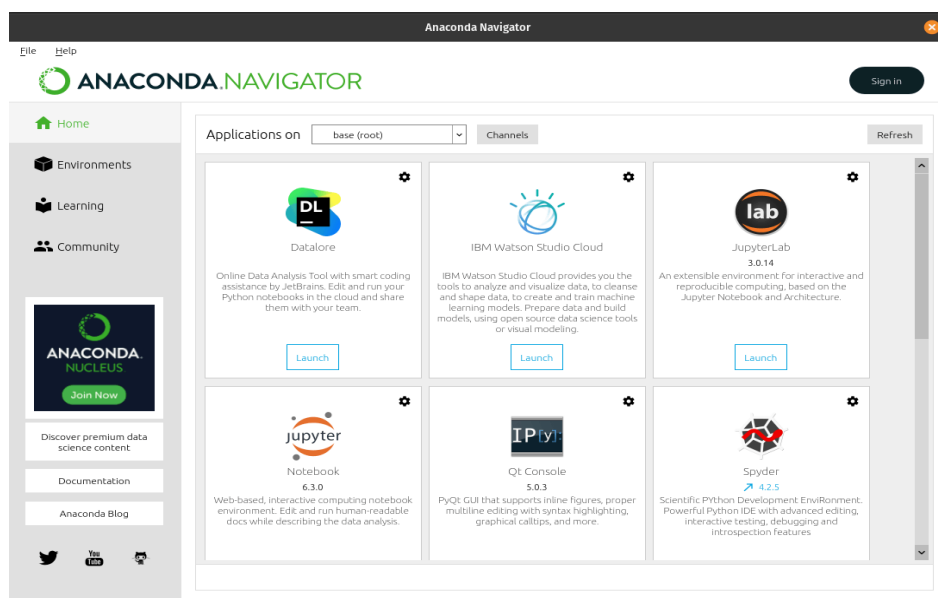 Anaconda Navigator
File Help
ANACONDA.NAVIGATOR
Sign in
Home
Environments
Learning
Community
ANACONDA.
NUCLEUS
Join Now
Discover premium data
science content
Documentation
Anaconda Blog
You
Tube
Applications on base (root) Channels Refresh
DL
Datalore
Online Data Analysis Tool with smart coding
assistance by JetBrains. Edit and run your
Python notebooks in the cloud and share
them with your team.
Launch
IBM Watson Studio Cloud
IBM Watson Studio Cloud provides you the
tools to analyze and visualize data, to cleanse
and shape data, to create and train machine
learning models. Prepare data and build
models, using open source data science tools
or visual modeling.
Launch
lab
JupyterLab
3.0.14
An extensible environment for interactive and
reproducible computing, based on the
Jupyter Notebook and Architecture.
Launch
jupyter
Notebook
6.3.0
Web-based, interactive computing notebook
environment. Edit and run human-readable
docs while describing the data analysis.
IP[y]:
Qt Console
5.0.3
PyQt GUI that supports inline figures, proper
multiline editing with syntax highlighting,
graphical calltips, and more.
Spyder
4.2.5
Scientific PYthon Development EnviRonment.
Powerful Python IDE with advanced editing,
interactive testing, debugging and
introspection features